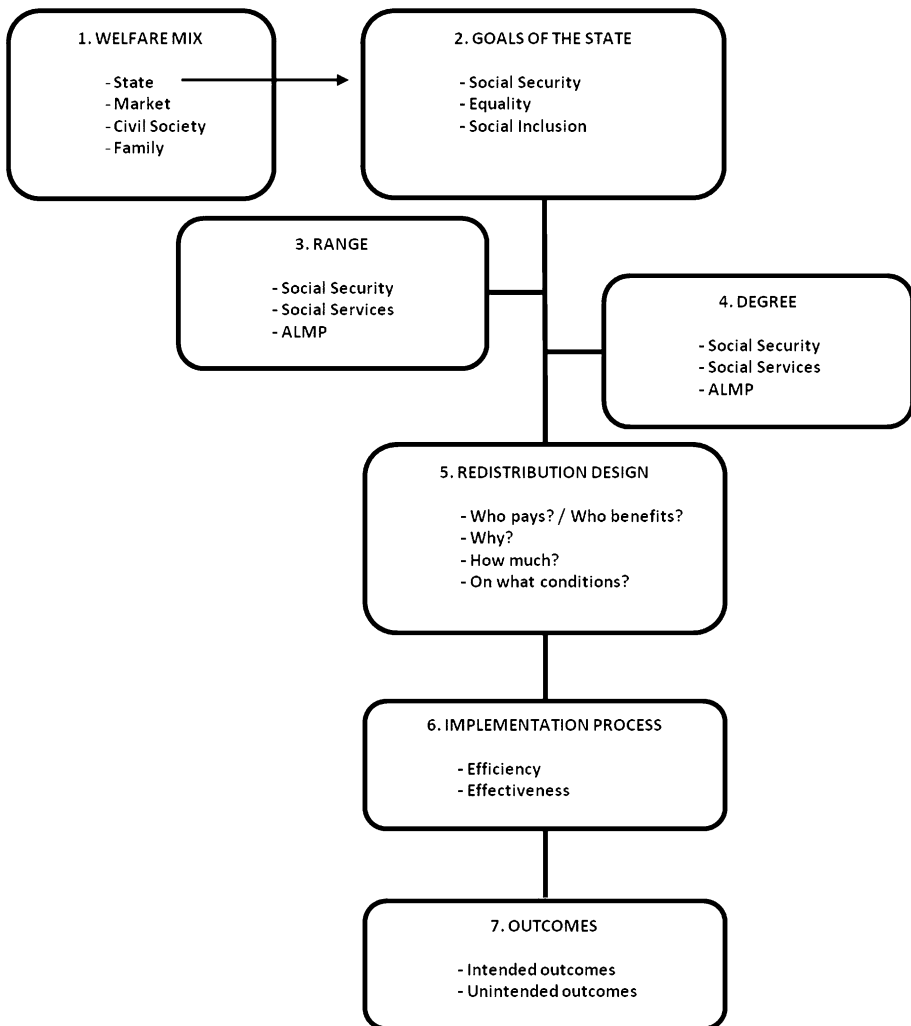 1. WELFARE MIX
- State
- Market
- Civil Society
- Family
2. GOALS OF THE STATE
- Social Security
- Equality
- Social Inclusion
3. RANGE
- Social Security
- Social Services
- ALMP
4. DEGREE
- Social Security
- Social Services
- ALMP
5. REDISTRIBUTION DESIGN
- Who pays? / Who benefits?
- Why?
- How much?
- On what conditions?
6. IMPLEMENTATION PROCESS
- Efficiency
- Effectiveness
7. OUTCOMES
- Intended outcomes
- Unintended outcomes